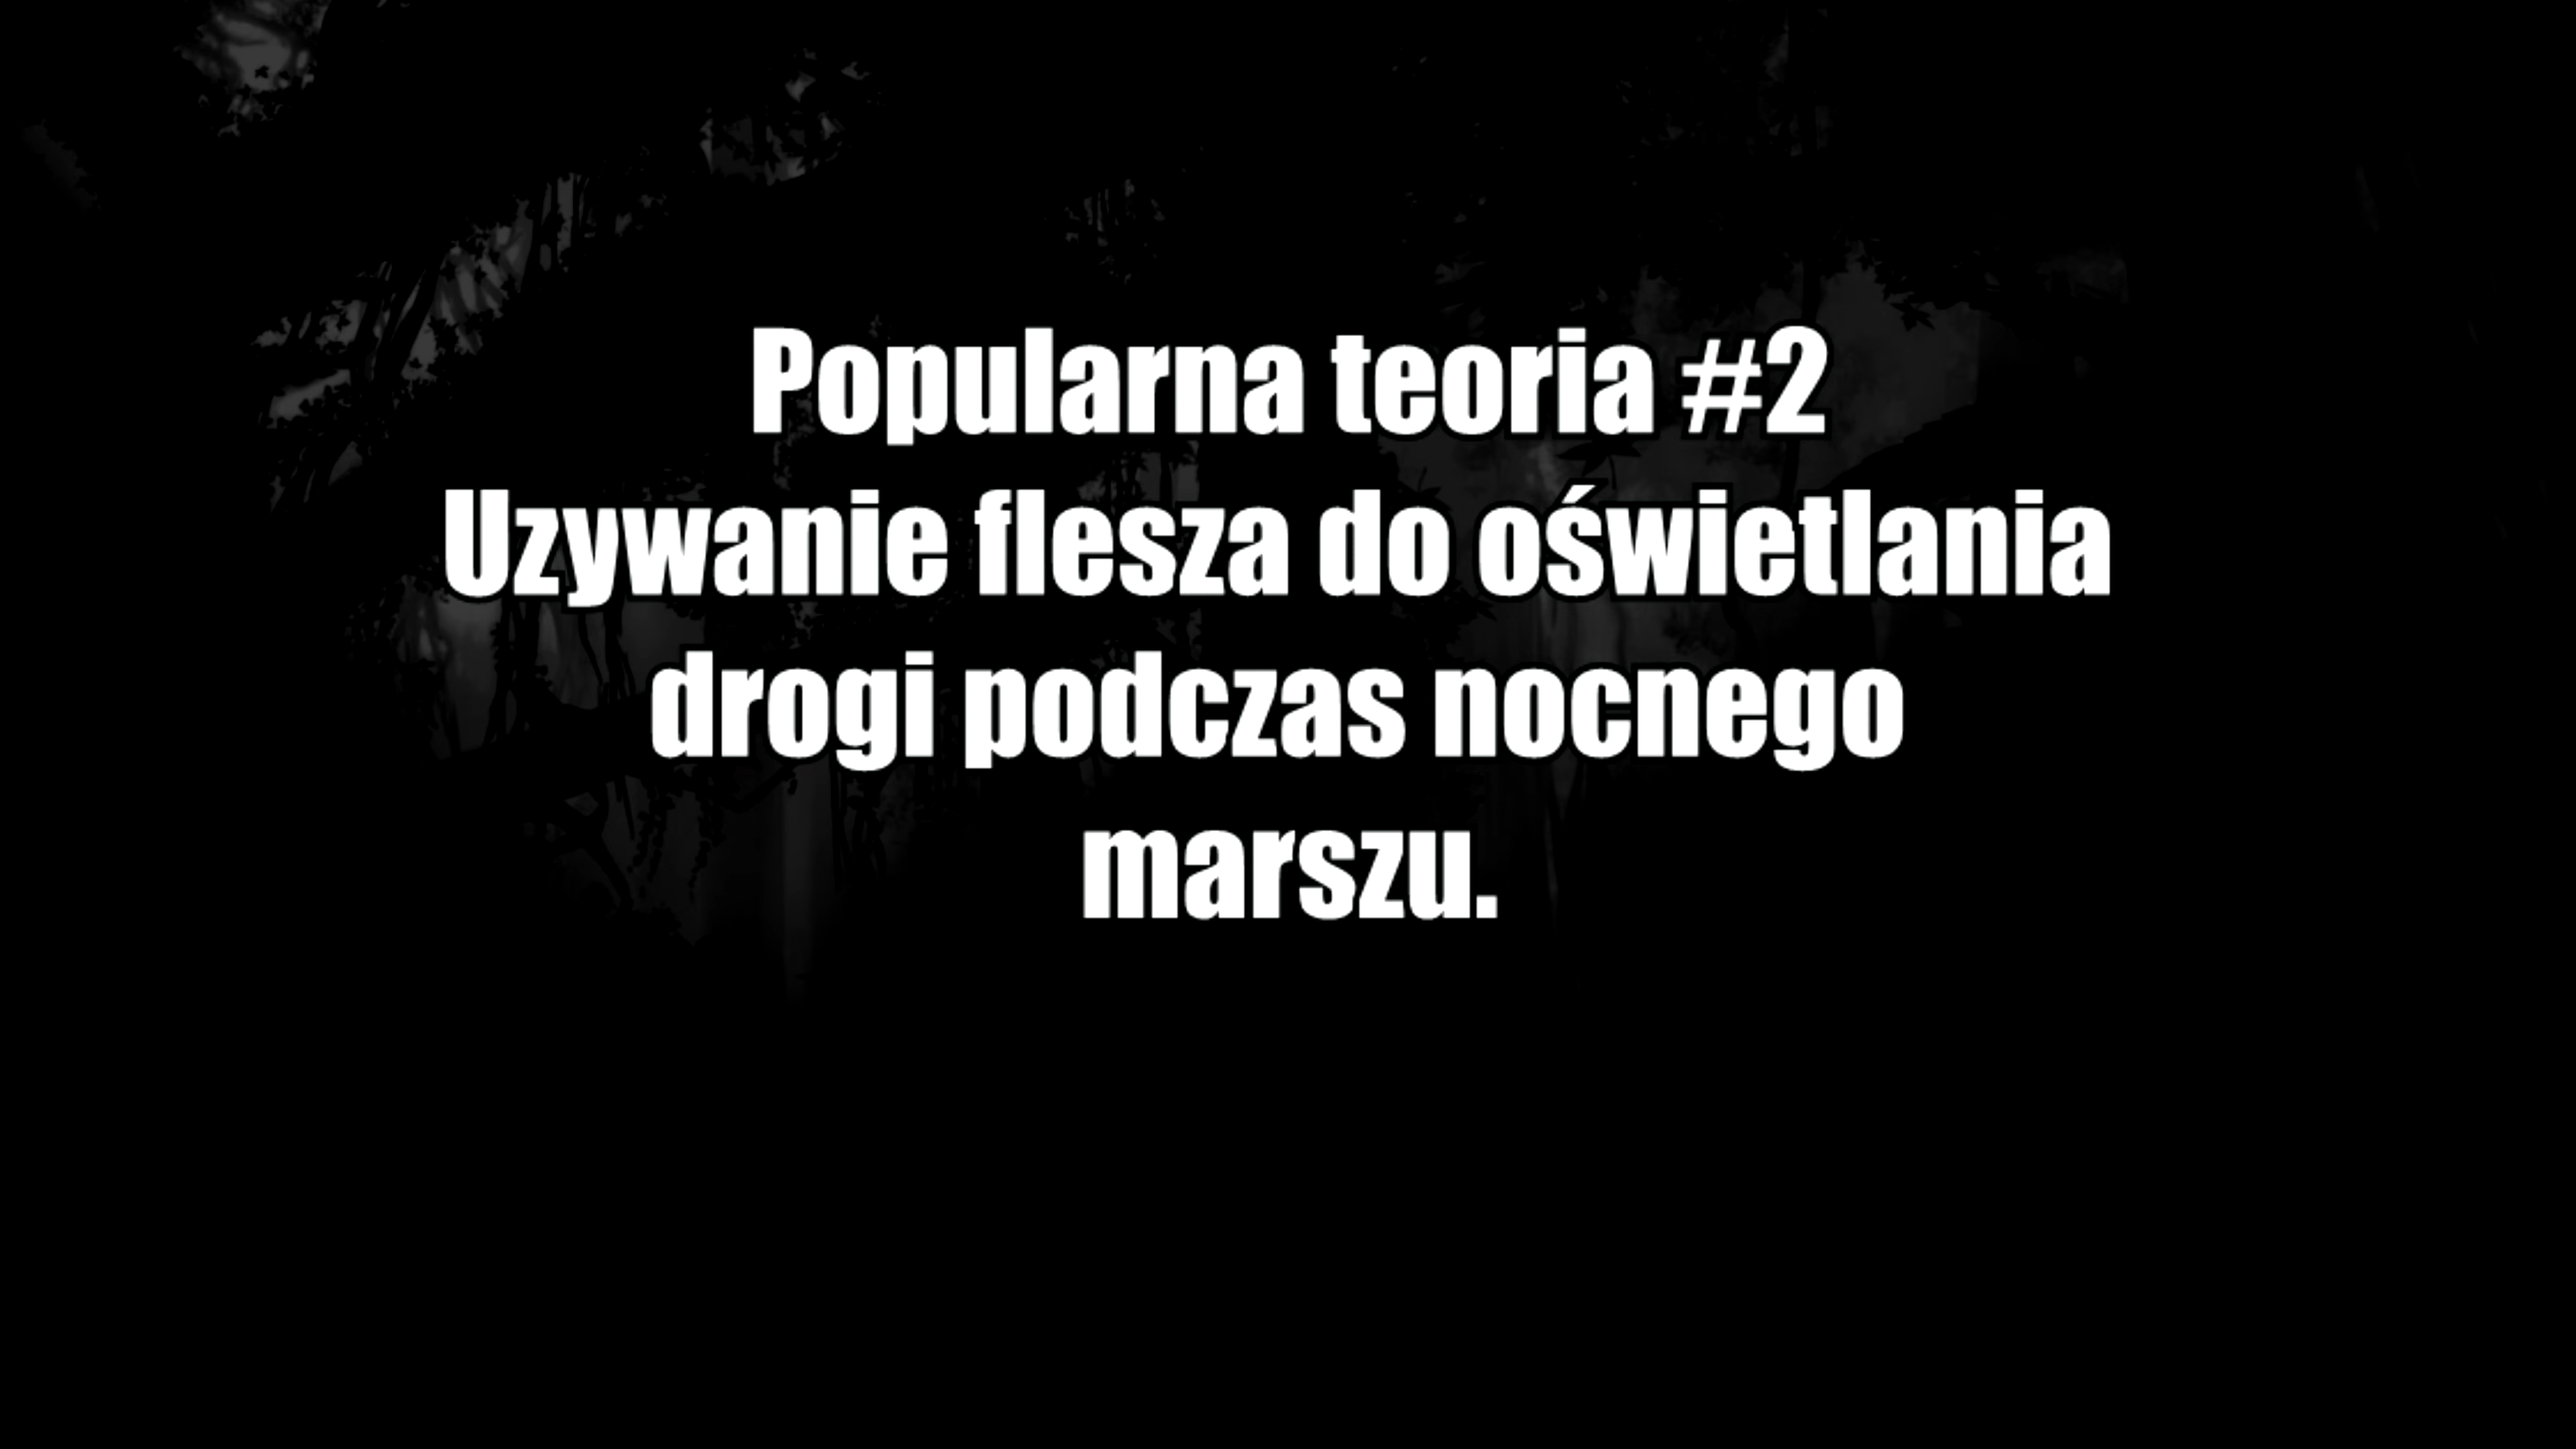 Popularna teoria #2
Uzywanie flesza do oświetlania
drogi podczas nocnego
marszu.